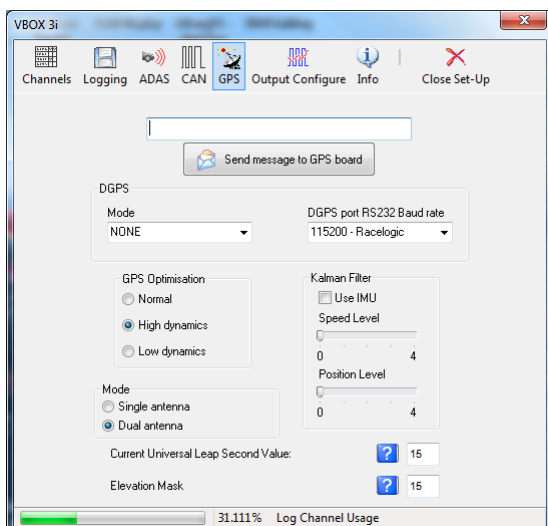 VBOX 3i
Channels Logging ADAS CAN GPS Output Configure Info Close Set-Up
Send message to GPS board
DGPS
Mode DGPS port RS232 Baud rate
NONE 115200 - Racelogic
GPS Optimisation Kalman Filter
Normal Use IMU
High dynamics Speed Level
Low dynamics 0 4
Position Level
Mode 0 4
Single antenna
Dual antenna
Current Universal Leap Second Value: ? 15
Elevation Mask ? 15
31.111% Log Channel Usage